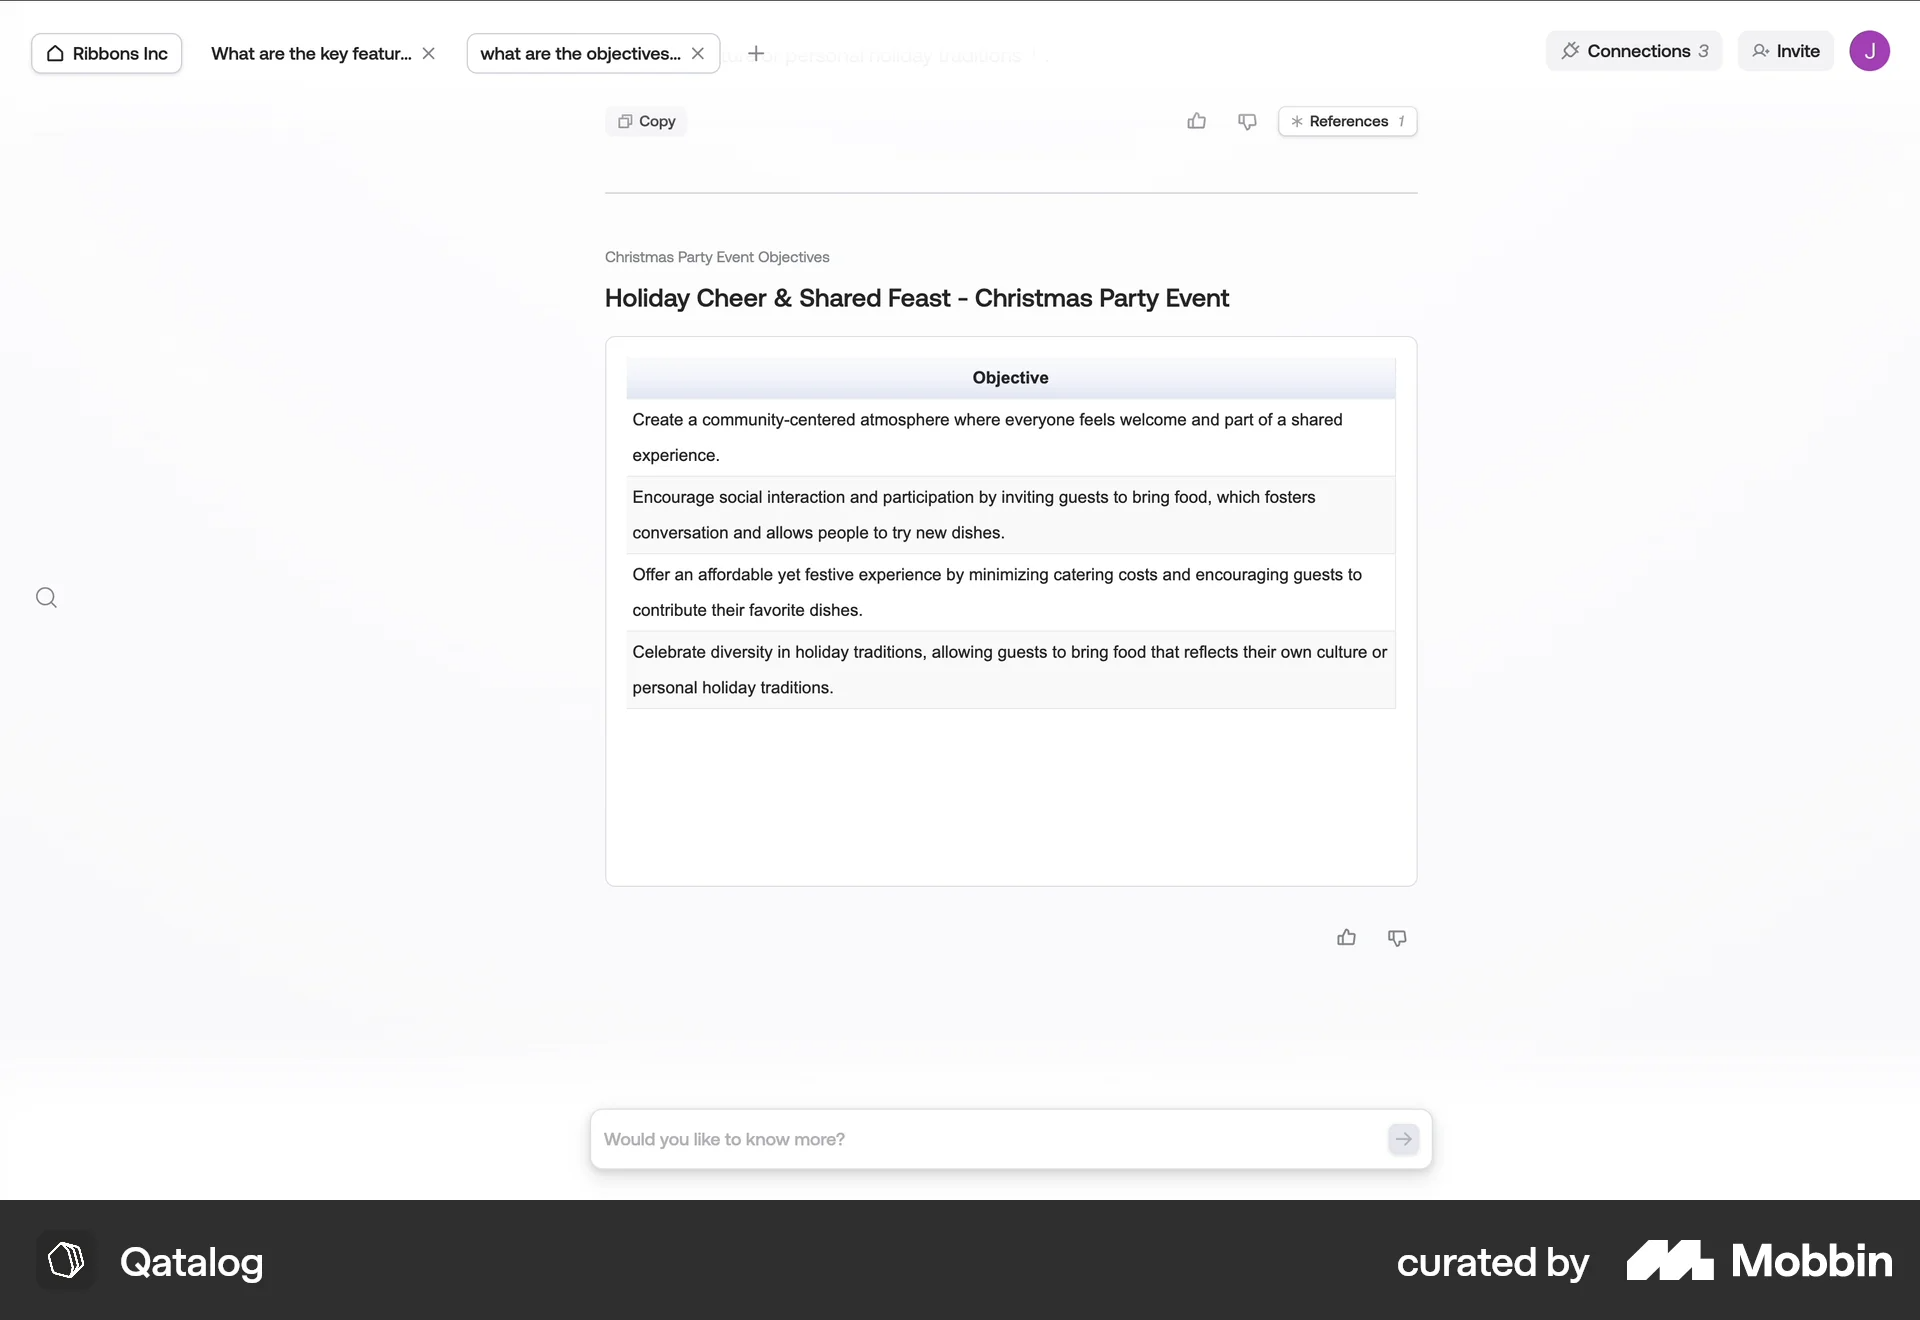 Ribbons Inc
What are the key featur...
what are the objectives...
ture or personal holiday traditions
Connections 3
Invite
J
Copy
References 1
Christmas Party Event Objectives
Holiday Cheer & Shared Feast - Christmas Party Event
Objective
Create a community-centered atmosphere where everyone feels welcome and part of a shared
experience.
Encourage social interaction and participation by inviting guests to bring food, which fosters
conversation and allows people to try new dishes.
Offer an affordable yet festive experience by minimizing catering costs and encouraging guests to
contribute their favorite dishes.
Celebrate diversity in holiday traditions, allowing guests to bring food that reflects their own culture or
personal holiday traditions.
Would you like to know more?
Qatalog
curated by
Mobbin